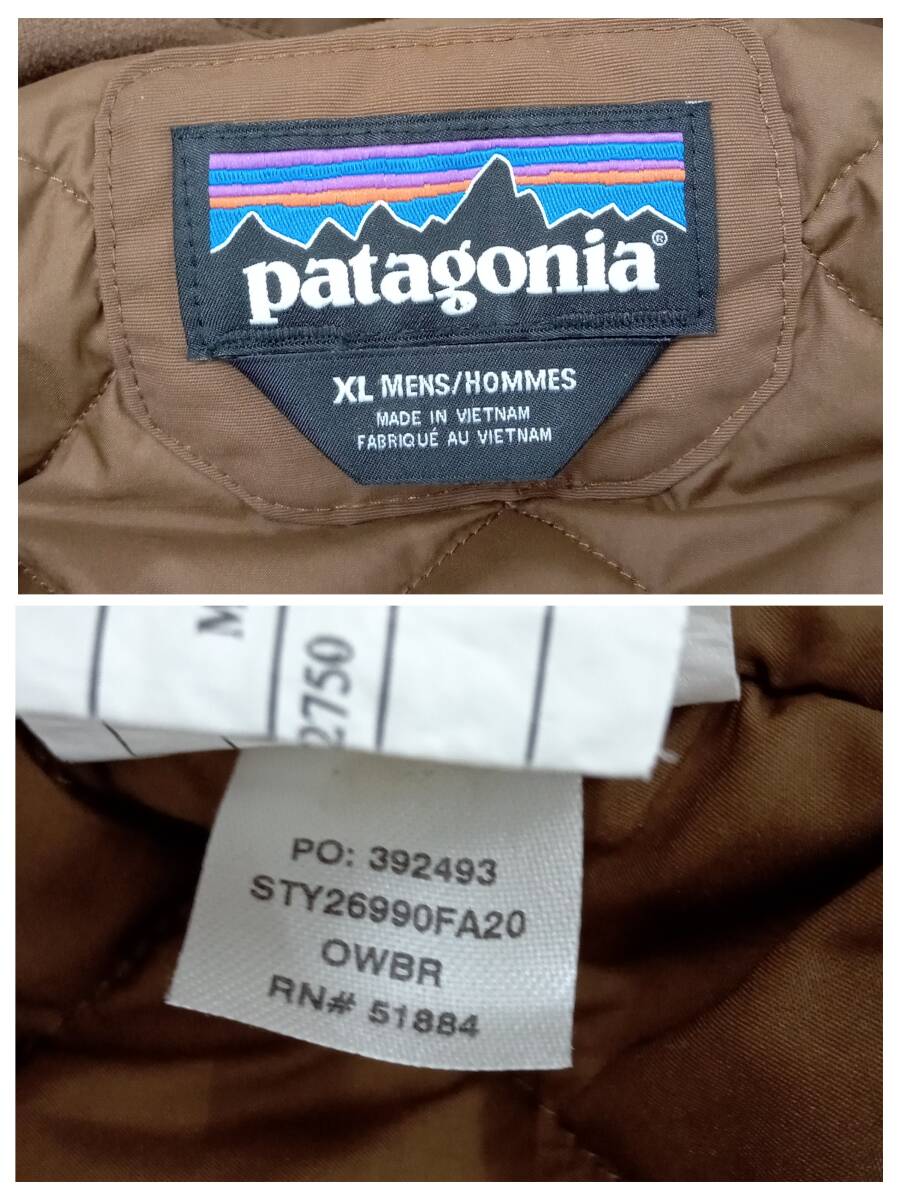 patagonia®
XL MENS/HOMMES
MADE IN VIETNAM
FABRIQUÉ AU VIETNAM
2750
PO: 392493
STY26990FA20
OWBR
RN# 51884